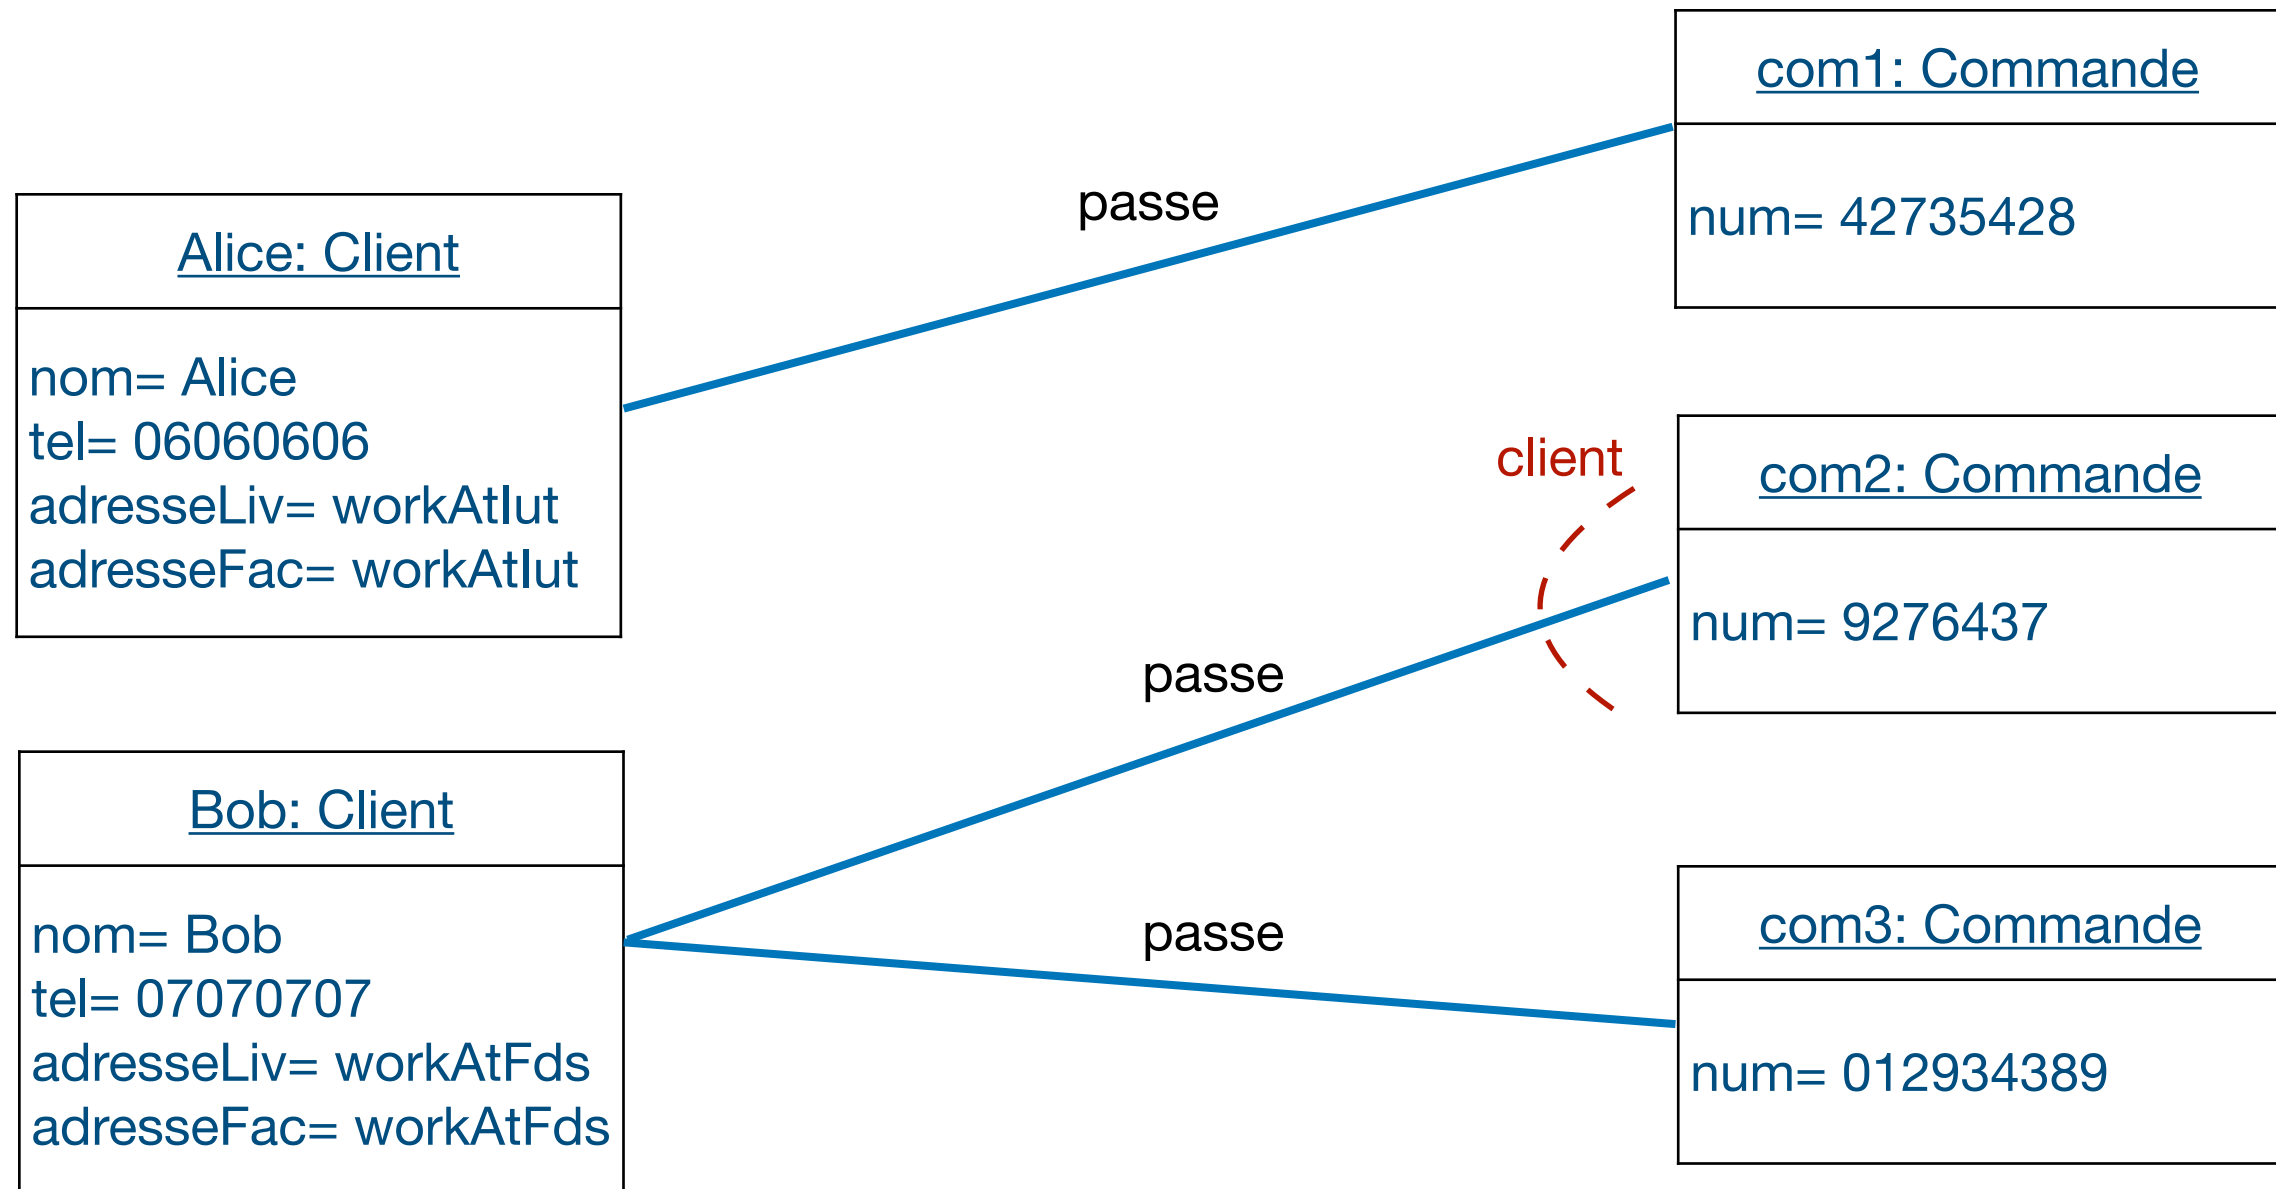 com1: Commande
num= 42735428
passe
Alice: Client
nom= Alice
tel= 06060606
adresseLiv= workAtIut
adresseFac= workAtIut
client
com2: Commande
num= 9276437
passe
Bob: Client
nom= Bob
tel= 07070707
adresseLiv= workAtFds
adresseFac= workAtFds
passe
com3: Commande
num= 012934389